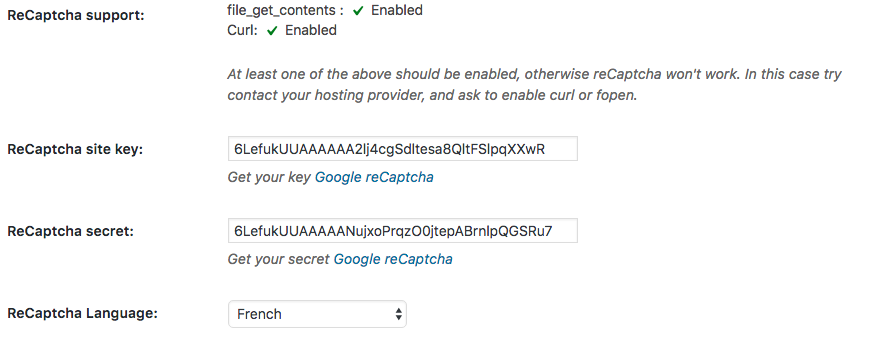 ReCaptcha support:
file_get_contents : ✔ Enabled
Curl: ✔ Enabled
At least one of the above should be enabled, otherwise reCaptcha won't work. In this case try
contact your hosting provider, and ask to enable curl or fopen.
ReCaptcha site key:
6LefukUUAAAAAA2lj4cgSdltesa8QltFSlpqXXwR
Get your key Google reCaptcha
ReCaptcha secret:
6LefukUUAAAAANujxoPrqzO0jtepABrnlpQGSRu7
Get your secret Google reCaptcha
ReCaptcha Language:
French